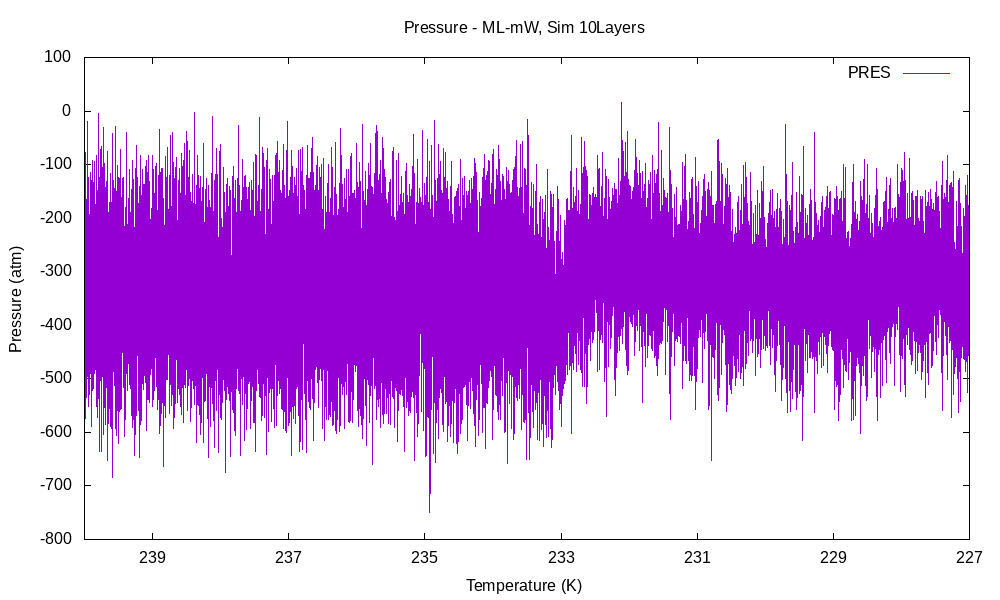 Pressure - ML-mW, Sim 10Layers
PRES
100
0
-100
-200
-300
-400
-500
-600
-700
-800
Pressure (atm)
239 237 235 233 231 229 227
Temperature (K)